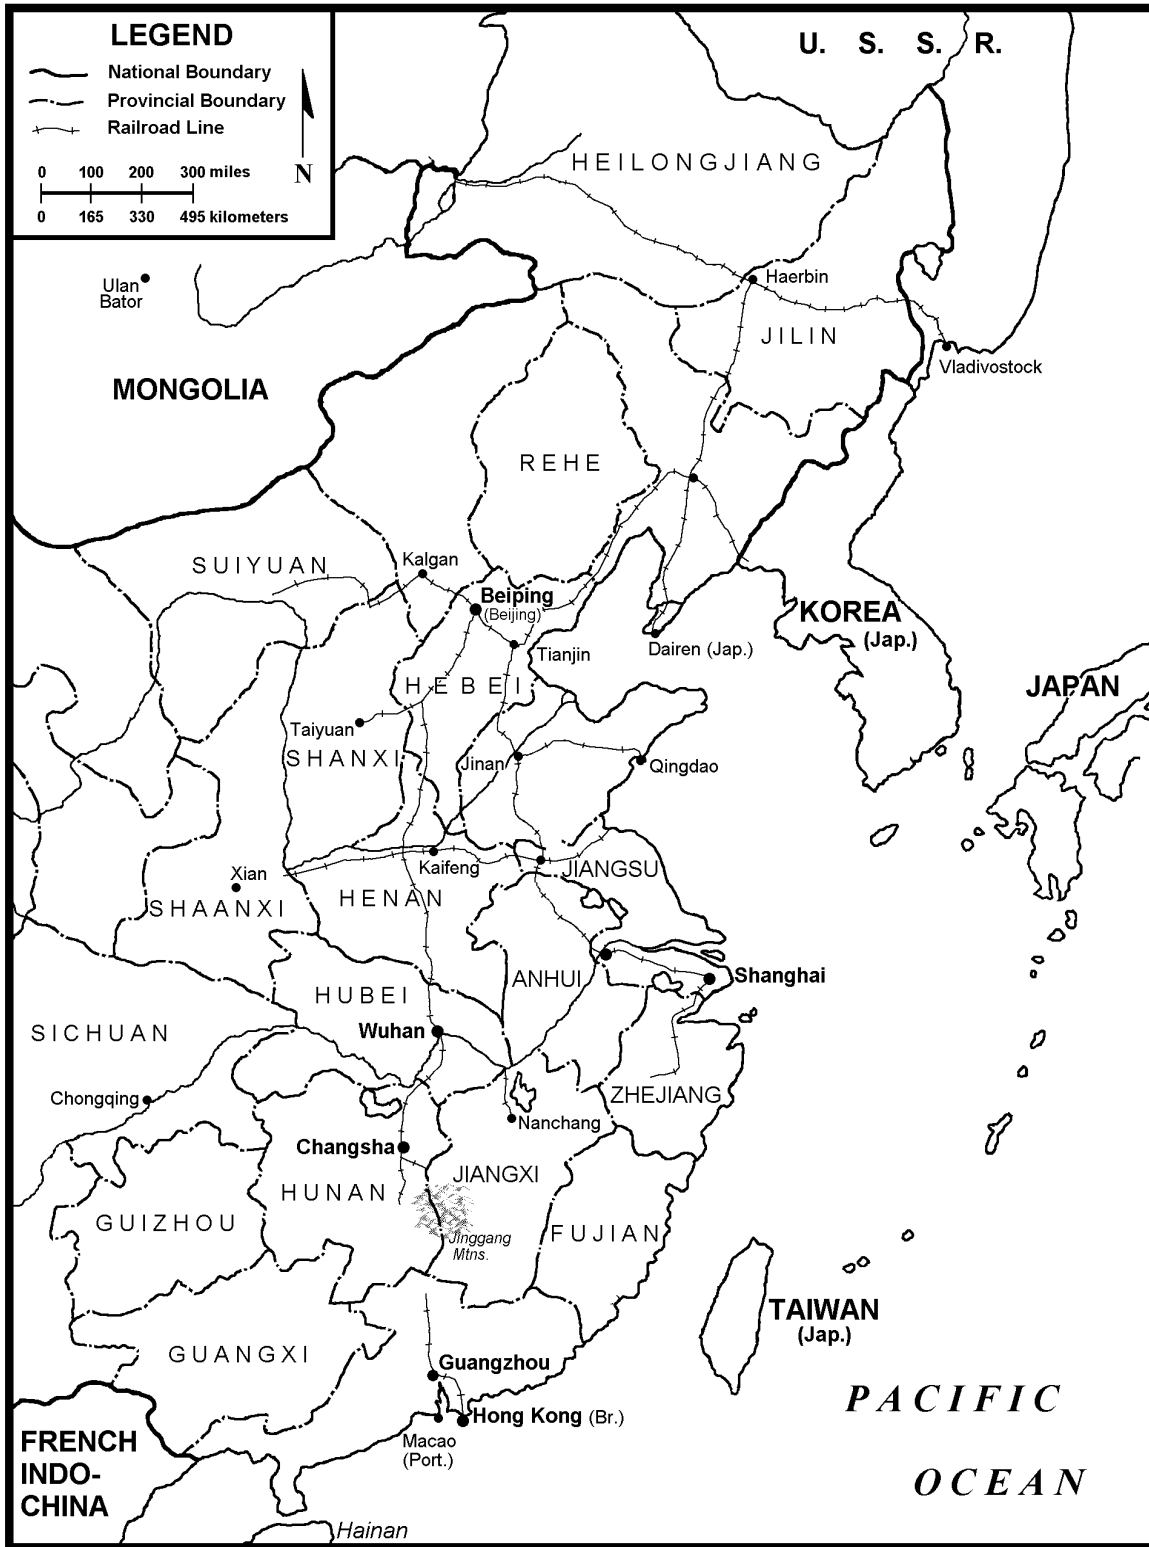 LEGEND
National Boundary
Provincial Boundary
Railroad Line
N
0 100 200 300 miles
0 165 330 495 kilometers
U. S. S. R.
HEILONGJIANG
Ulan
Bator
Haerbin
JILIN
Vladivostock
MONGOLIA
REHE
SUIYUAN
Kalgan
Beiping
(Beijing)
KOREA
(Jap.)
Dairen (Jap.)
Tianjin
HEBEI
JAPAN
Taiyuan
SHANXI
Jinan
Qingdao
Xian
Kaifeng
JIANGSU
SHAANXI
HENAN
ANHUI
Shanghai
HUBEI
Wuhan
SICHUAN
Chongqing
ZHEJIANG
Nanchang
Changsha
JIANGXI
HUNAN
GUIZHOU
Jinggang
Mtns.
FUJIAN
TAIWAN
(Jap.)
GUANGXI
Guangzhou
Hong Kong (Br.)
Macao
(Port.)
PACIFIC
OCEAN
FRENCH
INDO-
CHINA
Hainan